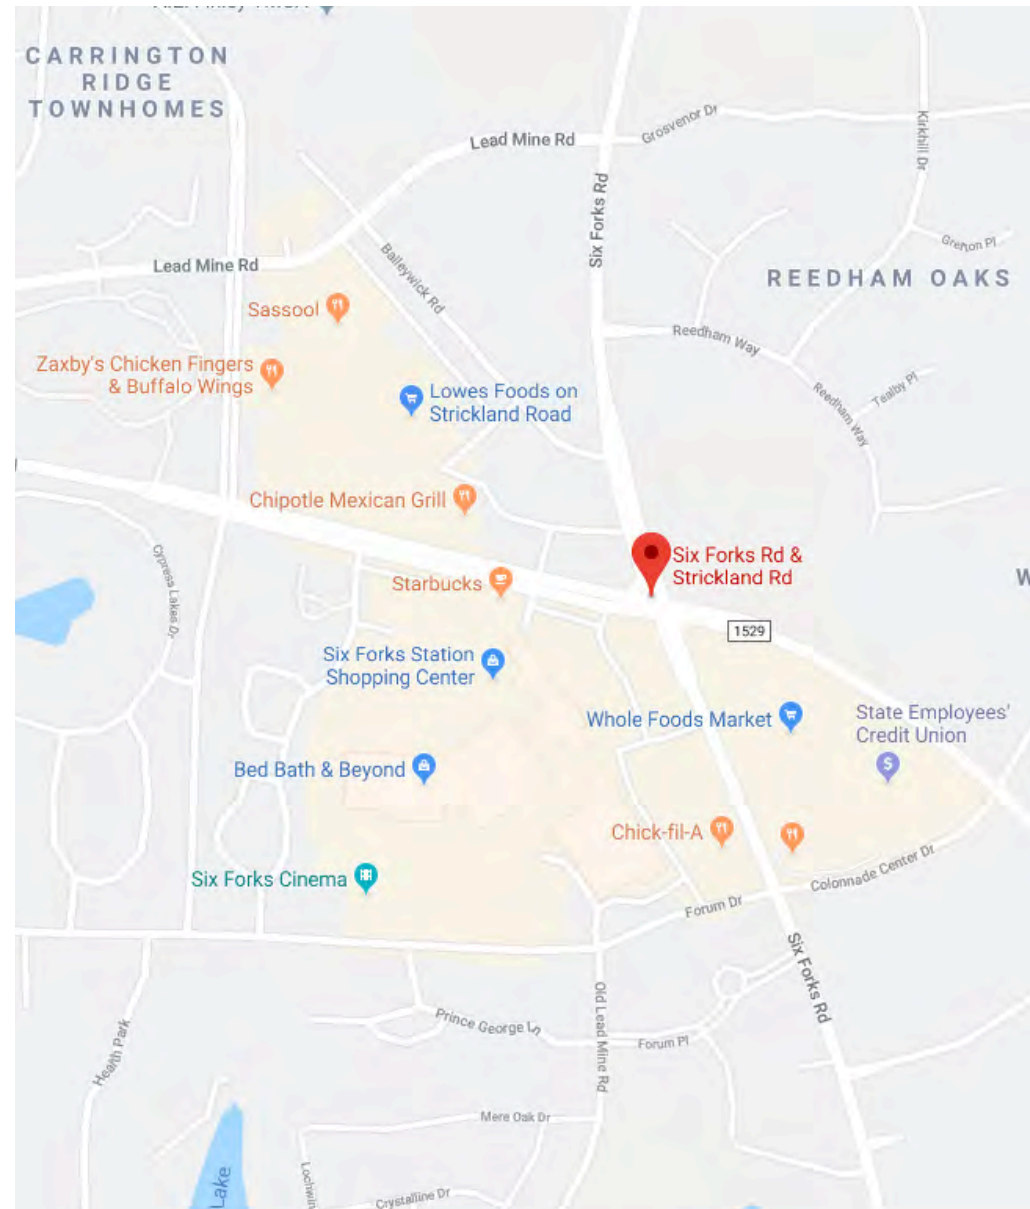 CARRINGTON
RIDGE
TOWNHOMES
Lead Mine Rd
Grosvenor Dr
Kirkhill Dr
Six Forks Rd
Grerton Pl
Lead Mine Rd
Baileywick Rd
REEDHAM OAKS
Sassool
Reedham Way
Zaxby's Chicken Fingers
& Buffalo Wings
Lowes Foods on
Strickland Road
Tealby Pl
Reedham Way
Chipotle Mexican Grill
Six Forks Rd &
Strickland Rd
Cypress Lakes Dr
Starbucks
W
1529
Six Forks Station
Shopping Center
Whole Foods Market
State Employees'
Credit Union
Bed Bath & Beyond
Chick-fil-A
Six Forks Cinema
Colonnade Center Dr
Forum Dr
Six Forks Rd
Old Lead Mine Rd
Prince George Ln
Forum Pl
Health Park
Mere Oak Dr
Lochwin
Lake
Crystalline Dr